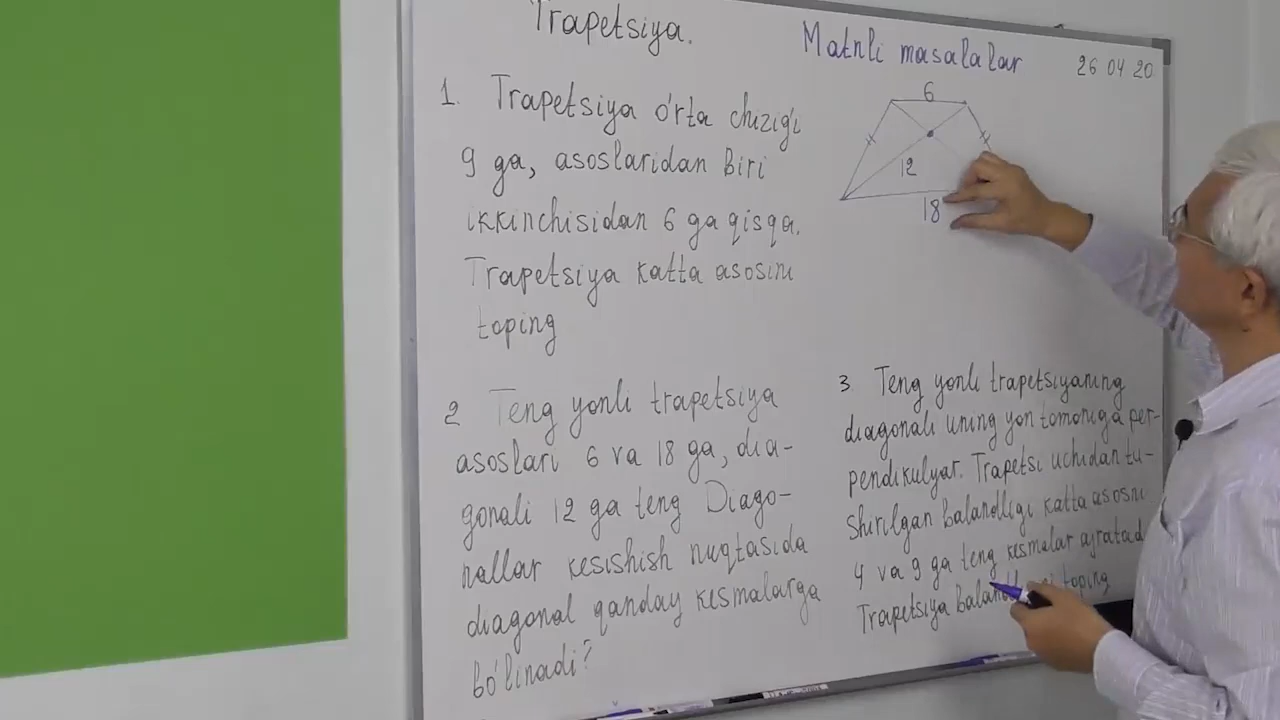 Trapetsiya.
Matnli masalalar
26 04 20
1. Trapetsiya o'rta chizig'i
9 ga, asoslaridan biri
ikkinchisidan 6 ga qisqa.
Trapetsiya katta asosini
toping
6
12
18
2 Teng yonli trapetsiya
asoslari 6 va 18 ga, dia-
gonali 12 ga teng Diago-
nallar kesishish nuqtasida
diagonal qanday kesmalarga
bo'linadi?
3 Teng yonli trapetsiyaning
diagonali uning yon tomoniga per-
pendikulyar. Trapetsi uchidan tu-
shirilgan balandligi katta asosni
4 va 9 ga teng kesmalar ajratad
Trapetsiya toping